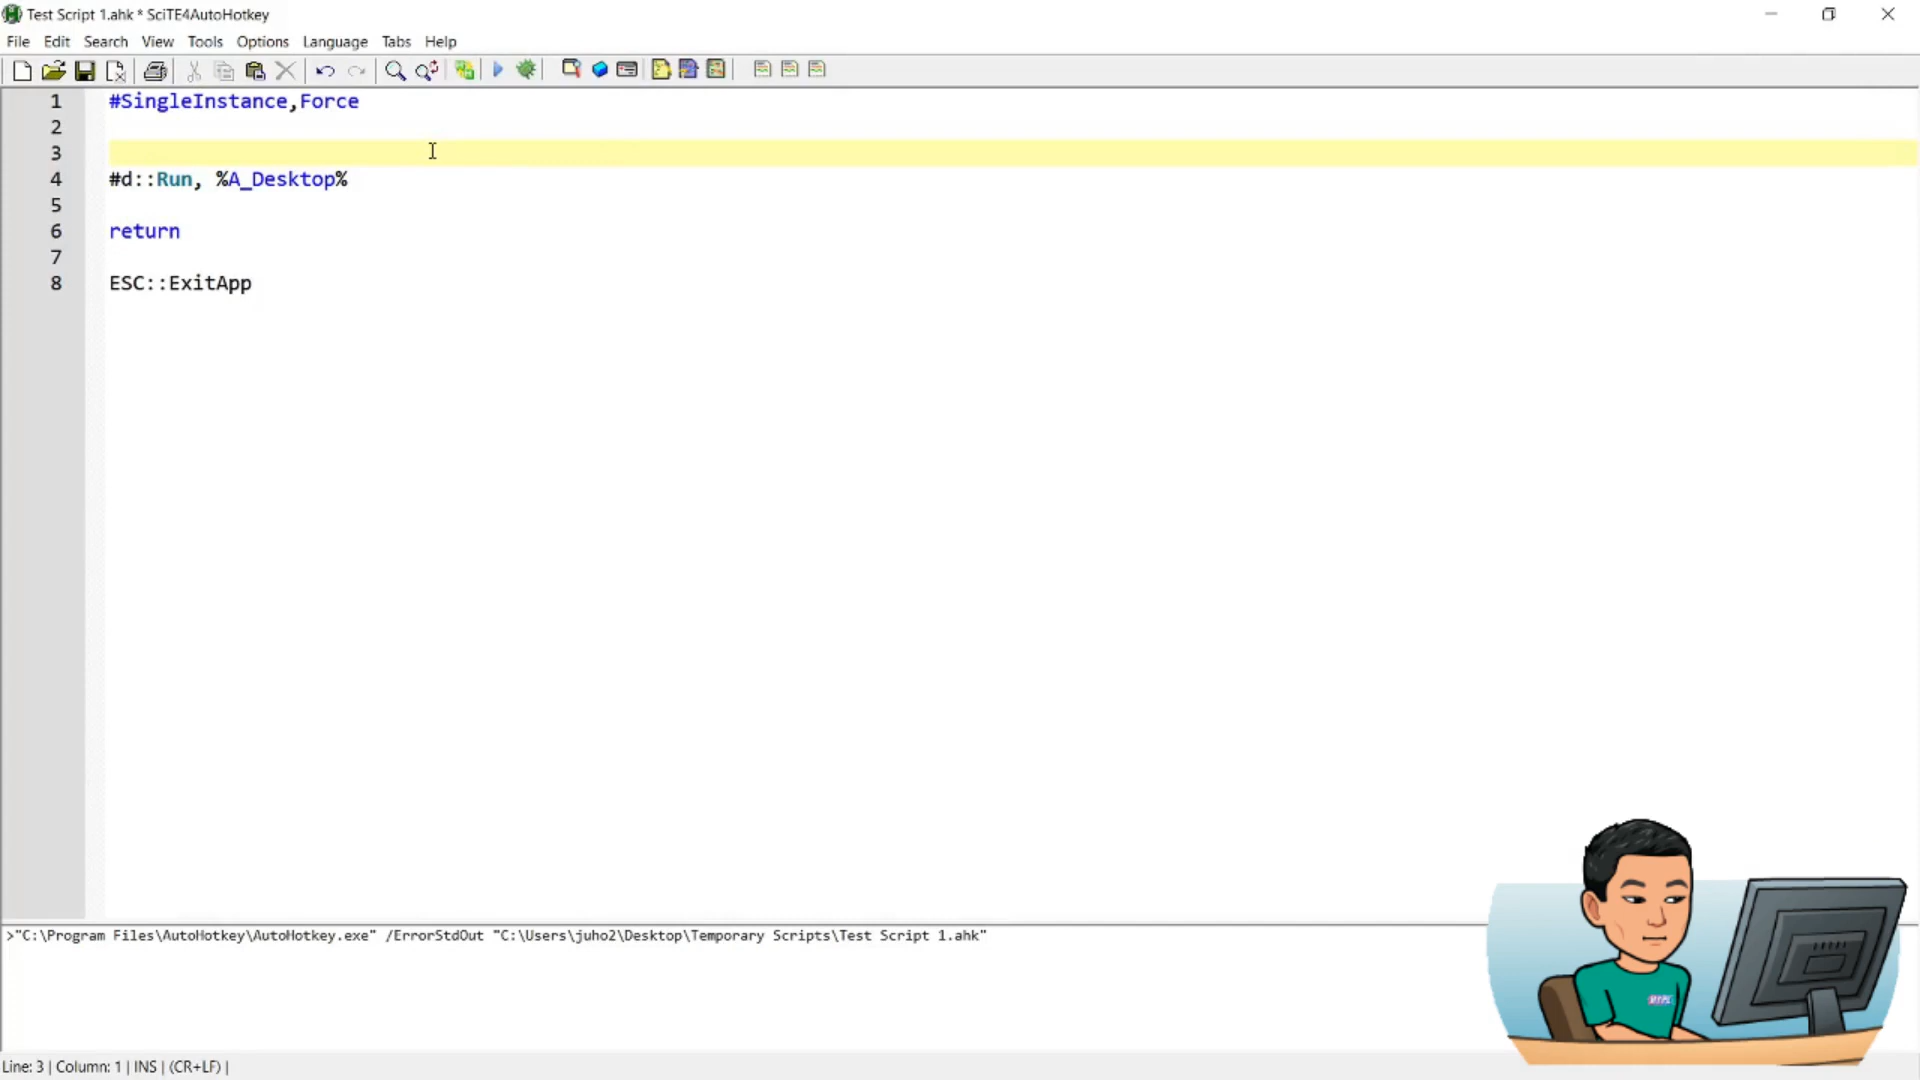 Test Script 1.ahk * SciTE4AutoHotkey
File Edit Search View Tools Options Language Tabs Help
1 #SingleInstance,Force
2
3
4 #d::Run, %A_Desktop%
5
6 return
7
8 ESC::ExitApp
>"C:\Program Files\AutoHotkey\AutoHotkey.exe" /ErrorStdOut "C:\Users\juho2\Desktop\Temporary Scripts\Test Script 1.ahk"
Line: 3 | Column: 1 | INS | (CR+LF) |